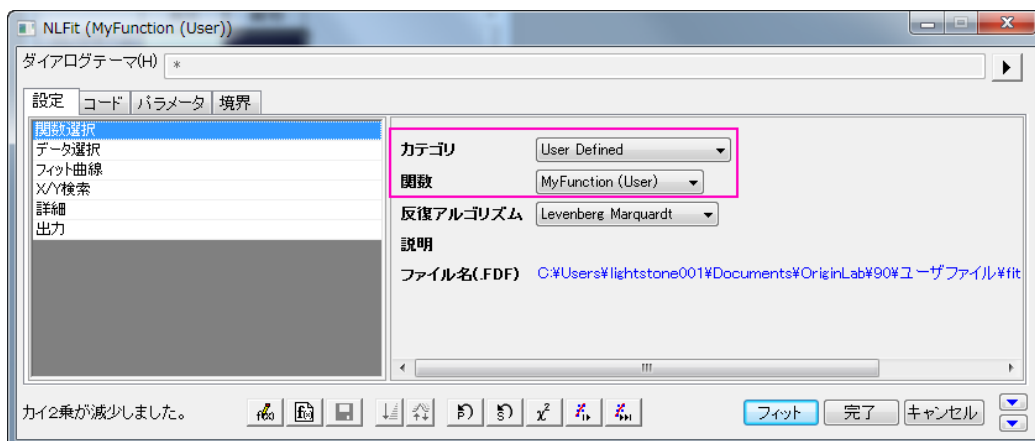 NLFit (MyFunction (User))
ダイアログテーマ(H) *
設定 コード パラメータ 境界
関数選択
データ選択
フィット曲線
X/Y検索
詳細
出力
カテゴリ User Defined
関数 MyFunction (User)
反復アルゴリズム Levenberg Marquardt
説明
ファイル名(.FDF) C:¥Users¥lightstone001¥Documents¥OriginLab¥90¥ユーザファイル¥fit
カイ2乗が減少しました。
フィット 完了 キャンセル